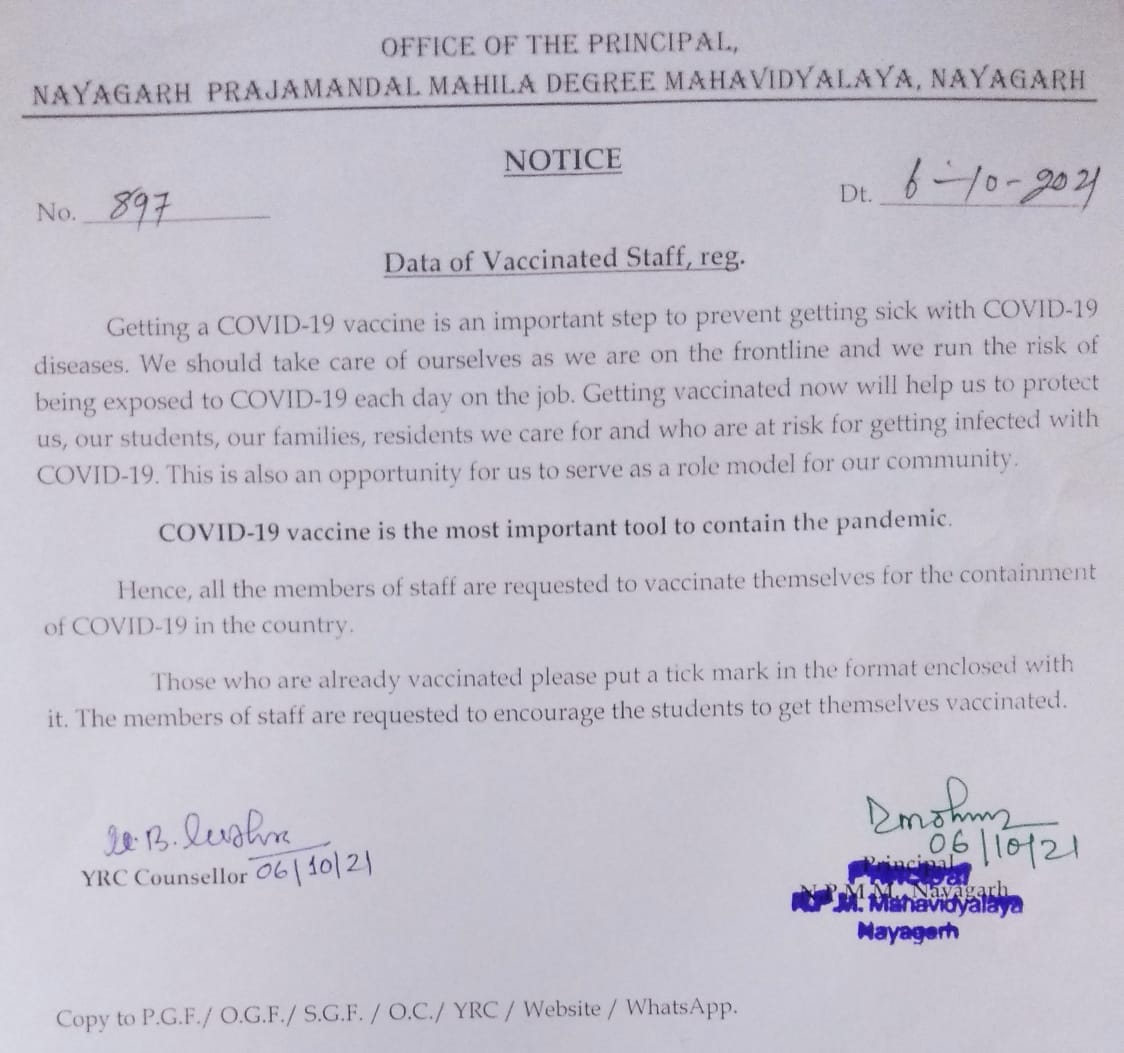 OFFICE OF THE PRINCIPAL,
NAYAGARH PRAJAMANDAL MAHILA DEGREE MAHAVIDYALAYA, NAYAGARH
NOTICE
No. 897
Dt. 6-10-2021
Data of Vaccinated Staff, reg.
Getting a COVID-19 vaccine is an important step to prevent getting sick with COVID-19
diseases. We should take care of ourselves as we are on the frontline and we run the risk of
being exposed to COVID-19 each day on the job. Getting vaccinated now will help us to protect
us, our students, our families, residents we care for and who are at risk for getting infected with
COVID-19. This is also an opportunity for us to serve as a role model for our community.
COVID-19 vaccine is the most important tool to contain the pandemic.
Hence, all the members of staff are requested to vaccinate themselves for the containment
of COVID-19 in the country.
Those who are already vaccinated please put a tick mark in the format enclosed with
it. The members of staff are requested to encourage the students to get themselves vaccinated.
YRC Counsellor 06/10/21
06/10/21
Principal
N.P.M.M. Nayagarh
Principal
N.P.M. Mahavidyalaya
Nayagarh
Copy to P.G.F./ O.G.F./ S.G.F. / O.C./ YRC / Website / WhatsApp.